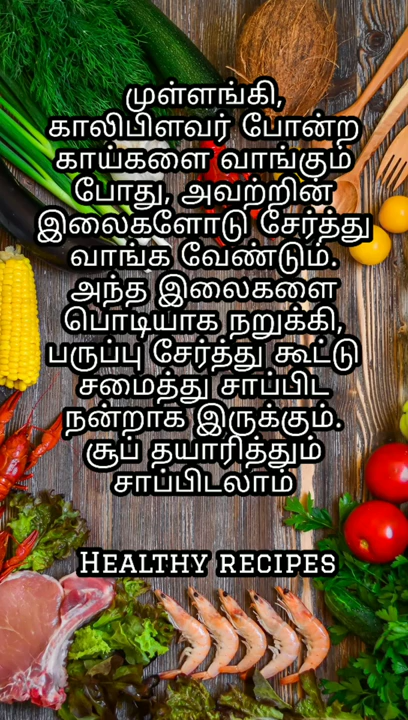 முள்ளங்கி,
காலிபிளவர் போன்ற
காய்களை வாங்கும்
போது, அவற்றின்
இலைகளோடு சேர்த்து
வாங்க வேண்டும்.
அந்த இலைகளை
பொடியாக நறுக்கி,
பருப்பு சேர்த்து கூட்டு
சமைத்து சாப்பிட
நன்றாக இருக்கும்.
சூப் தயாரித்தும்
சாப்பிடலாம்
Healthy recipes